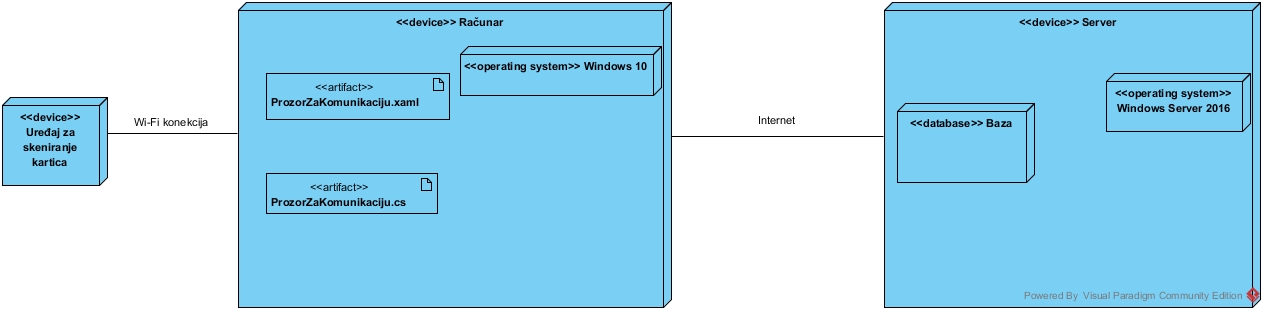 <<device>>
Uređaj za
skeniranje
kartica
Wi-Fi konekcija
<<device>> Računar
<<operating system>> Windows 10
<<artifact>>
ProzorZaKomunikaciju.xaml
<<artifact>>
ProzorZaKomunikaciju.cs
Internet
<<device>> Server
<<operating system>>
Windows Server 2016
<<database>> Baza
Powered By Visual Paradigm Community Edition